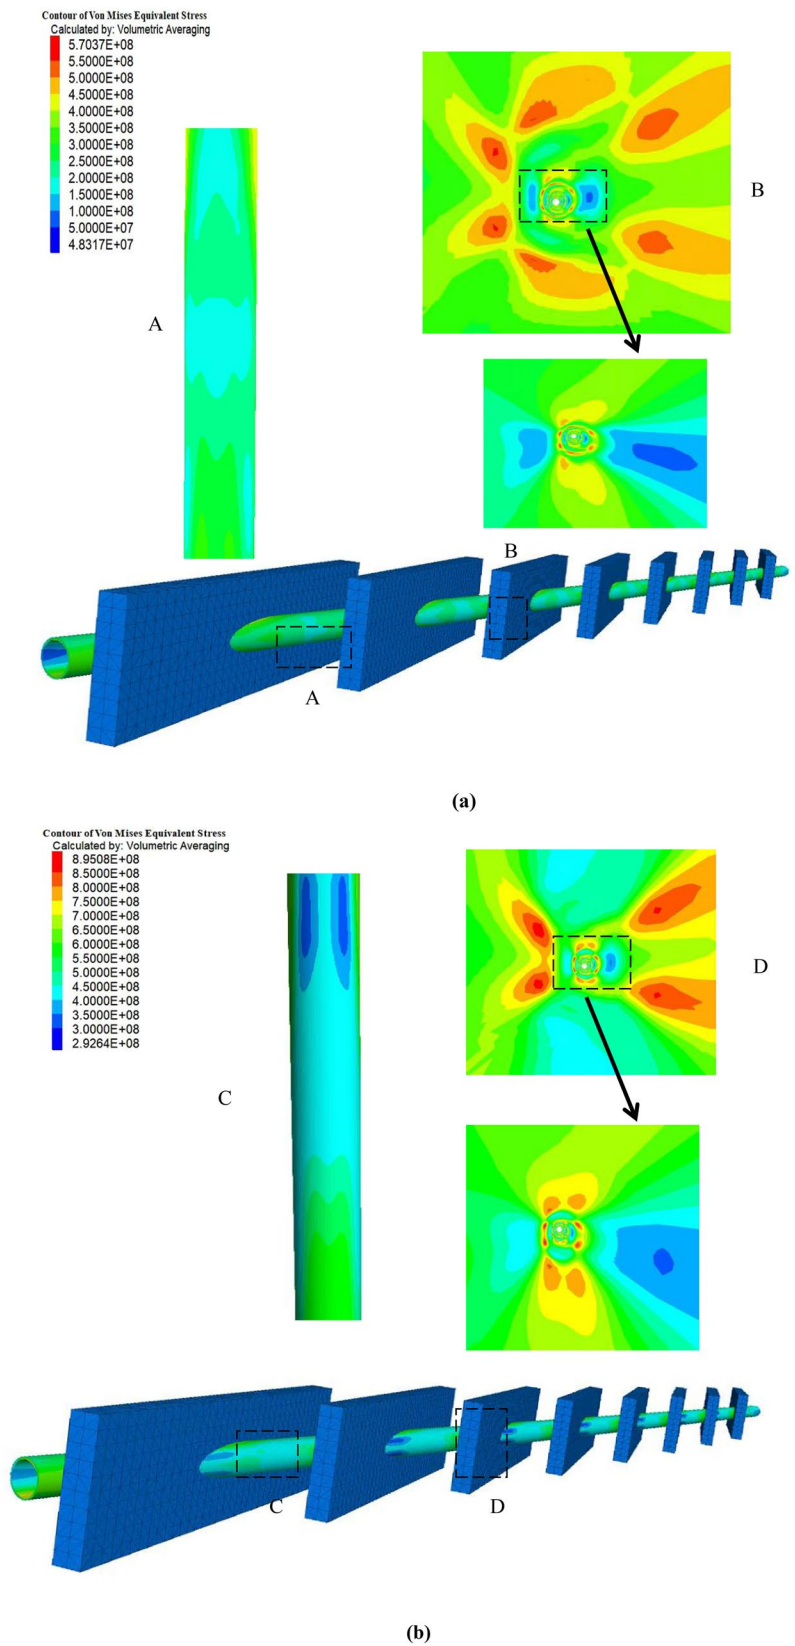 Contour of Von Mises Equivalent Stress
Calculated by: Volumetric Averaging
5.7037E+08
5.5000E+08
5.0000E+08
4.5000E+08
4.0000E+08
3.5000E+08
3.0000E+08
2.5000E+08
2.0000E+08
1.5000E+08
1.0000E+08
5.0000E+07
4.8317E+07
A
B
B
A
(a)
Contour of Von Mises Equivalent Stress
Calculated by: Volumetric Averaging
8.9508E+08
8.5000E+08
8.0000E+08
7.5000E+08
7.0000E+08
6.5000E+08
6.0000E+08
5.5000E+08
5.0000E+08
4.5000E+08
4.0000E+08
3.5000E+08
3.0000E+08
2.9264E+08
C
D
C
D
(b)